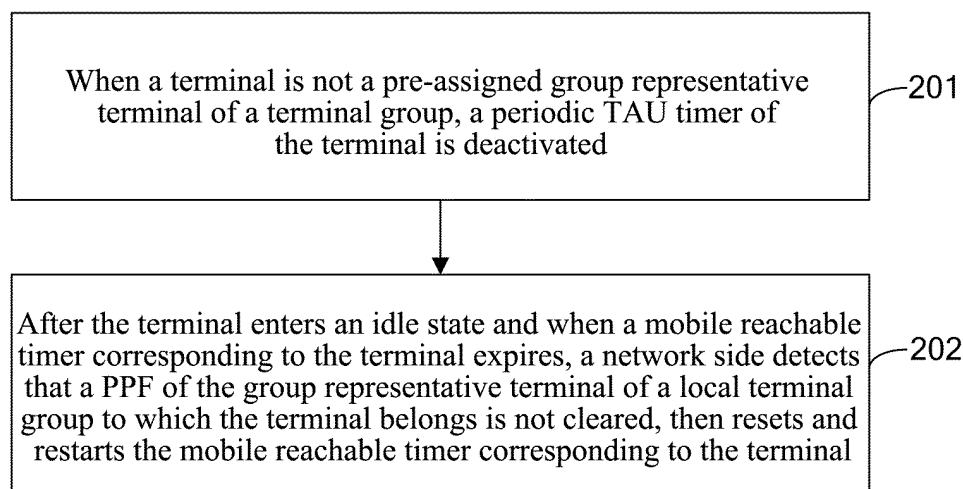 When a terminal is not a pre-assigned group representative
terminal of a terminal group, a periodic TAU timer of
the terminal is deactivated
201
After the terminal enters an idle state and when a mobile reachable
timer corresponding to the terminal expires, a network side detects
that a PPF of the group representative terminal of a local terminal
group to which the terminal belongs is not cleared, then resets and
restarts the mobile reachable timer corresponding to the terminal
202